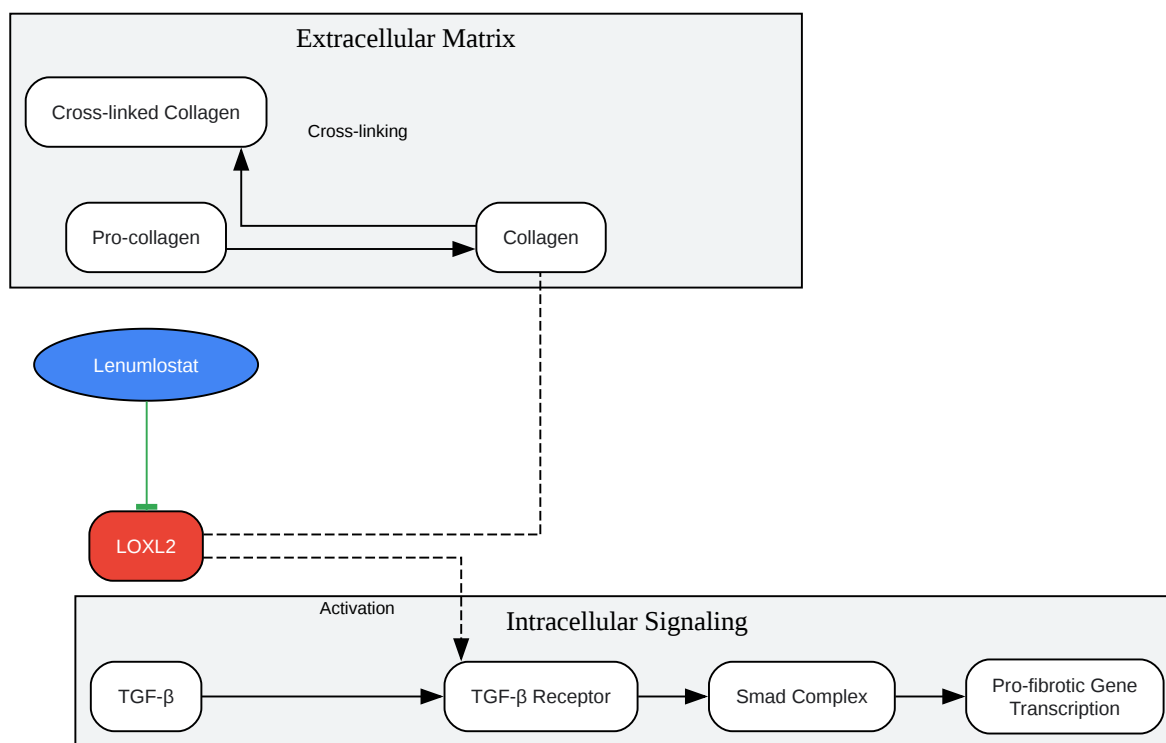 Extracellular Matrix
Cross-linked Collagen
Cross-linking
Pro-collagen
Collagen
Lenumlostat
LOXL2
Activation
Intracellular Signaling
TGF-β
TGF-β Receptor
Smad Complex
Pro-fibrotic Gene
Transcription